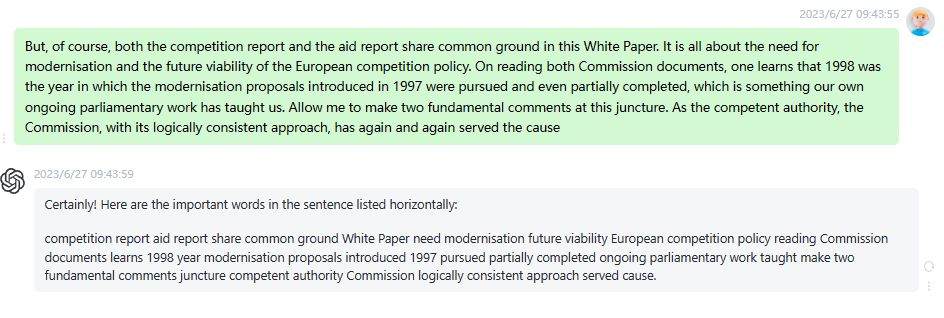 2023/6/27 09:43:55
But, of course, both the competition report and the aid report share common ground in this White Paper. It is all about the need for
modernisation and the future viability of the European competition policy. On reading both Commission documents, one learns that 1998 was
the year in which the modernisation proposals introduced in 1997 were pursued and even partially completed, which is something our own
ongoing parliamentary work has taught us. Allow me to make two fundamental comments at this juncture. As the competent authority, the
Commission, with its logically consistent approach, has again and again served the cause
2023/6/27 09:43:59
Certainly! Here are the important words in the sentence listed horizontally:
competition report aid report share common ground White Paper need modernisation future viability European competition policy reading Commission
documents learns 1998 year modernisation proposals introduced 1997 pursued partially completed ongoing parliamentary work taught make two
fundamental comments juncture competent authority Commission logically consistent approach served cause.